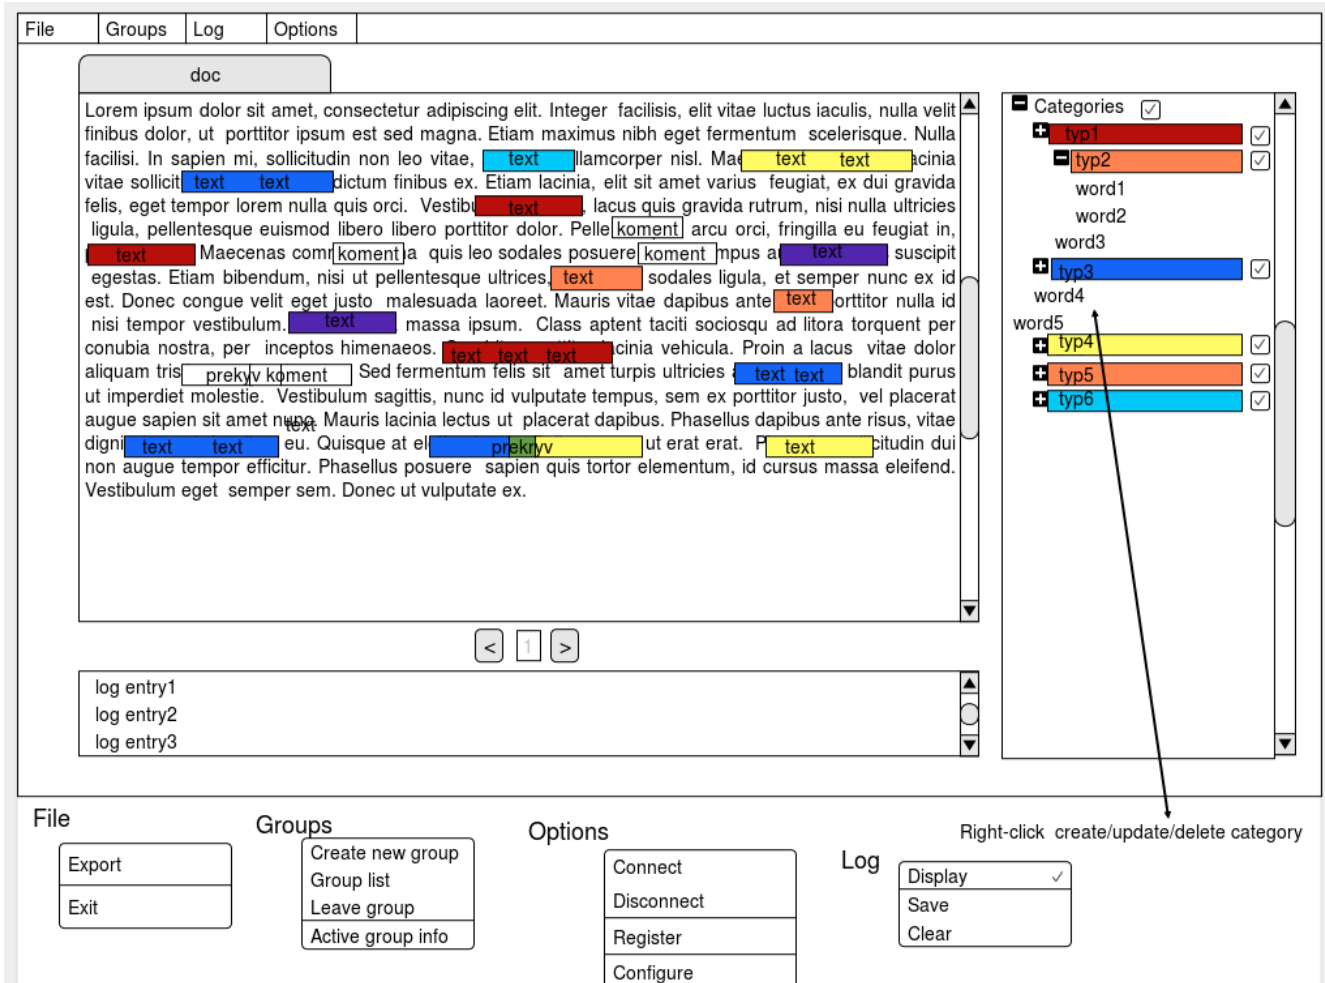 File Groups Log Options
doc
Lorem ipsum dolor sit amet, consectetur adipiscing elit. Integer facilisis, elit vitae luctus iaculis, nulla velit
finibus dolor, ut porttitor ipsum est sed magna. Etiam maximus nibh eget fermentum scelerisque. Nulla
facilisi. In sapien mi, sollicitudin non leo vitae, text llamcorper nisl. Mae text text acinia
vitae sollicit text text dictum finibus ex. Etiam lacinia, elit sit amet varius feugiat, ex dui gravida
felis, eget tempor lorem nulla quis orci. Vestibu text , lacus quis gravida rutrum, nisi nulla ultricies
ligula, pellentesque euismod libero libero porttitor dolor. Pelle koment arcu orci, fringilla eu feugiat in,
text Maecenas comm koment a quis leo sodales posuere koment mpus a text suscipit
egestas. Etiam bibendum, nisi ut pellentesque ultrices, text sodales ligula, et semper nunc ex id
est. Donec congue velit eget justo malesuada laoreet. Mauris vitae dapibus ante text orttitor nulla id
nisi tempor vestibulum. text massa ipsum. Class aptent taciti sociosqu ad litora torquent per
conubia nostra, per inceptos himenaeos. text text text acinia vehicula. Proin a lacus vitae dolor
aliquam tris prekyv koment Sed fermentum felis sit amet turpis ultricies text text blandit purus
ut imperdiet molestie. Vestibulum sagittis, nunc id vulputate tempus, sem ex porttitor justo, vel placerat
augue sapien sit amet nunc. Mauris lacinia lectus ut placerat dapibus. Phasellus dapibus ante risus, vitae
text
digni text text eu. Quisque at el prekryv ut erat erat. P text citudin dui
non augue tempor efficitur. Phasellus posuere sapien quis tortor elementum, id cursus massa eleifend.
Vestibulum eget semper sem. Donec ut vulputate ex.
< 1 >
log entry1
log entry2
log entry3
Categories
typ1
typ2
word1
word2
word3
typ3
word4
word5
typ4
typ5
typ6
Right-click create/update/delete category
File
Export
Exit
Groups
Create new group
Group list
Leave group
Active group info
Options
Connect
Disconnect
Register
Configure
Log
Display ✓
Save
Clear